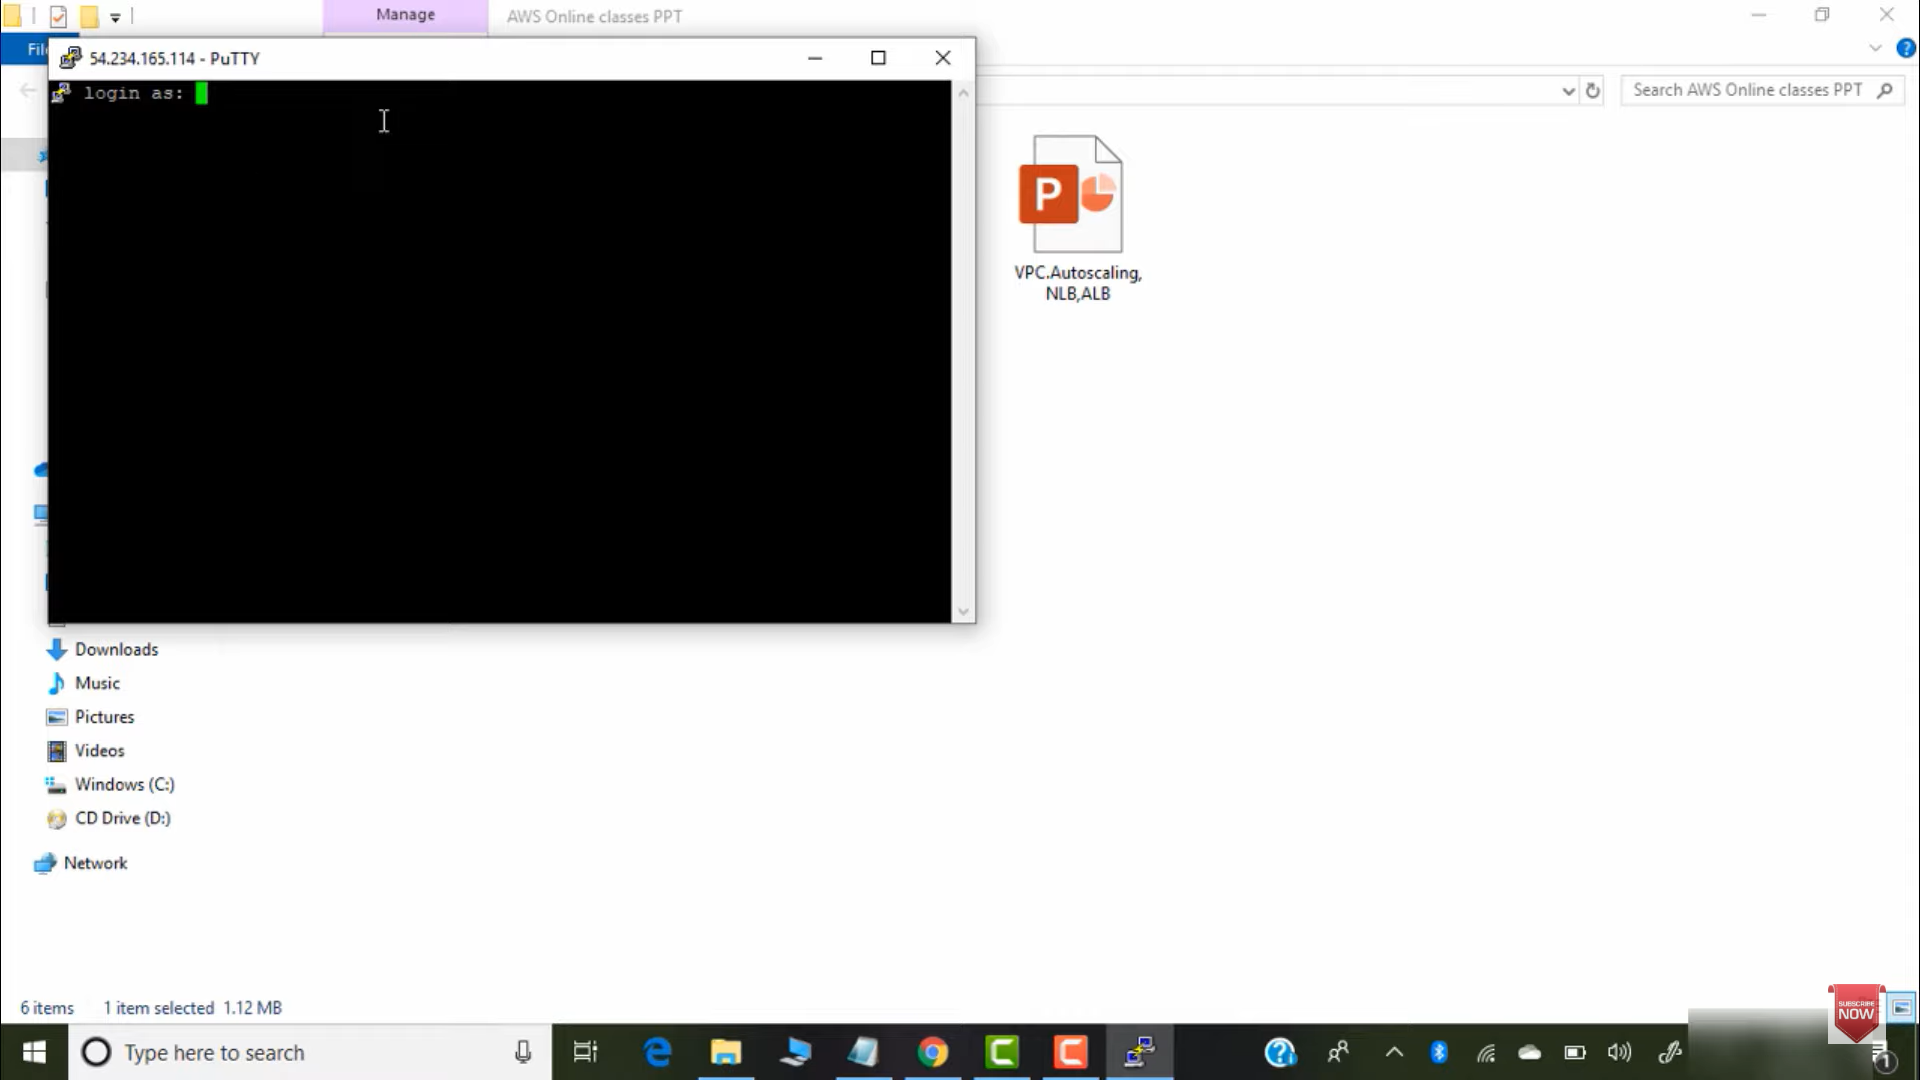 Manage
AWS Online classes PPT
54.234.165.114 - PuTTY
login as:
Search AWS Online classes PPT
P
VPC.Autoscaling,
NLB,ALB
Downloads
Music
Pictures
Videos
Windows (C:)
CD Drive (D:)
Network
6 items 1 item selected 1.12 MB
SUBSCRIBE
NOW
Type here to search
1